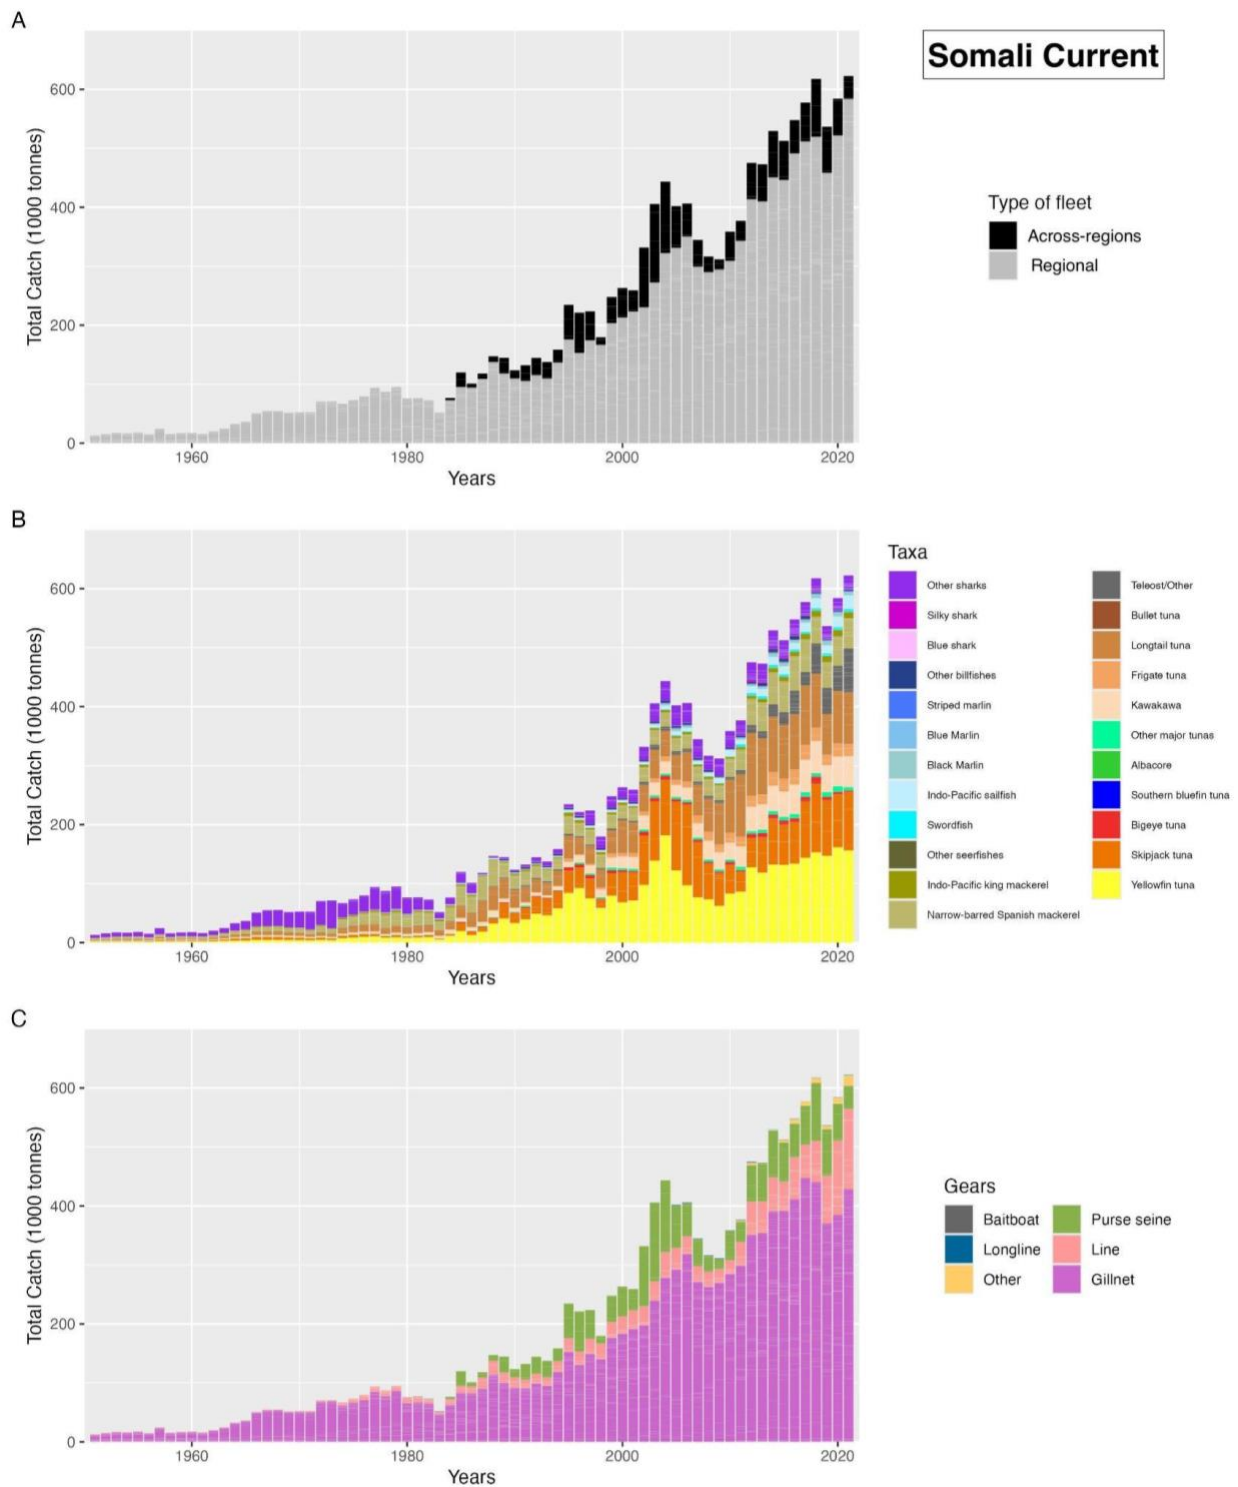 A
Somali Current
Total Catch (1000 tonnes)
600
400
200
0
1960
1980
2000
2020
Years
Type of fleet
Across-regions
Regional
B
Total Catch (1000 tonnes)
600
400
200
0
1960
1980
2000
2020
Years
Taxa
Other sharks
Silky shark
Blue shark
Other billfishes
Striped marlin
Blue Marlin
Black Marlin
Indo-Pacific sailfish
Swordfish
Other seerfishes
Indo-Pacific king mackerel
Narrow-barred Spanish mackerel
Teleost/Other
Bullet tuna
Longtail tuna
Frigate tuna
Kawakawa
Other major tunas
Albacore
Southern bluefin tuna
Bigeye tuna
Skipjack tuna
Yellowfin tuna
C
Total Catch (1000 tonnes)
600
400
200
0
1960
1980
2000
2020
Years
Gears
Baitboat
Longline
Other
Purse seine
Line
Gillnet